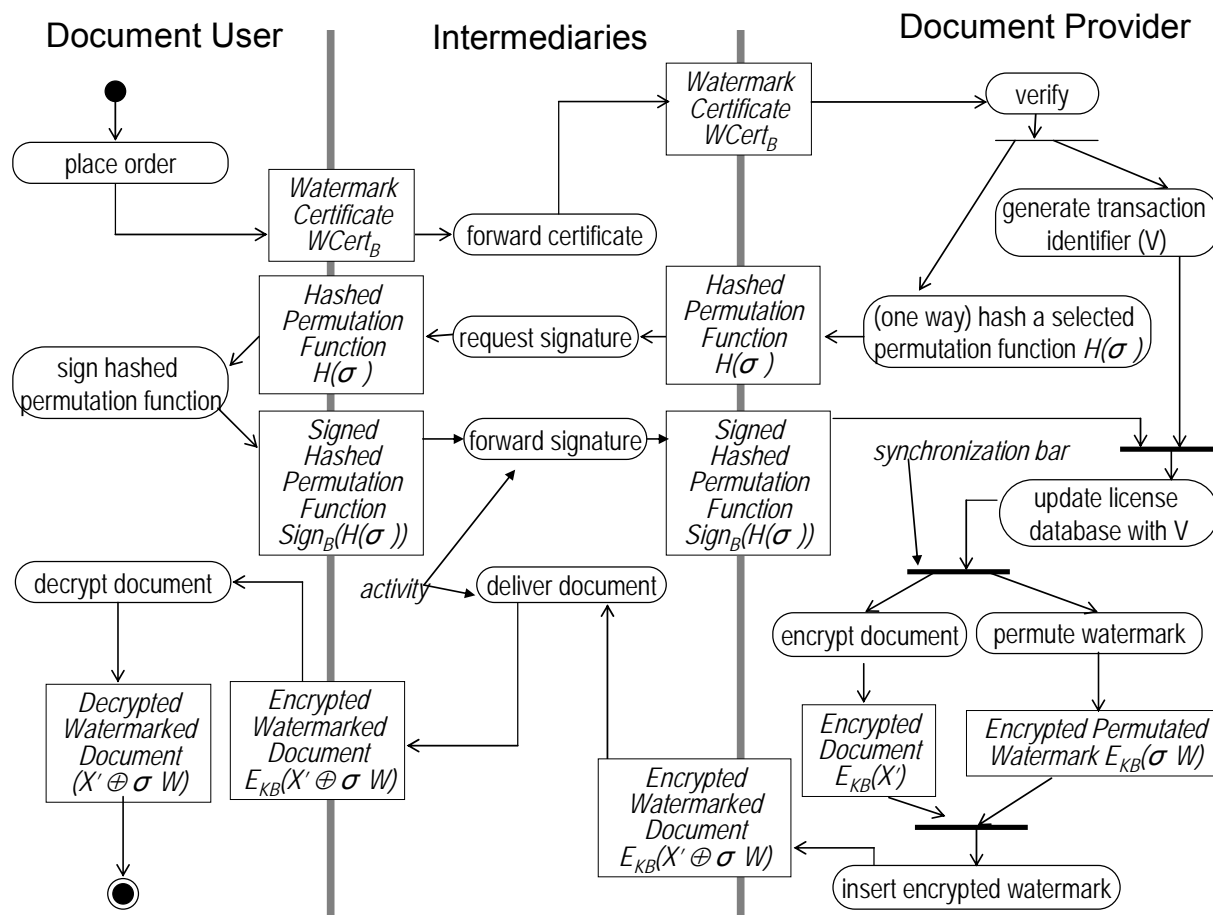 Document User
Intermediaries
Document Provider
place order
Watermark
Certificate
WCert_B
forward certificate
Watermark
Certificate
WCert_B
verify
generate transaction
identifier (V)
(one way) hash a selected
permutation function H(σ )
Hashed
Permutation
Function
H(σ )
request signature
Hashed
Permutation
Function
H(σ )
sign hashed
permutation function
Signed
Hashed
Permutation
Function
Sign_B(H(σ ))
forward signature
Signed
Hashed
Permutation
Function
Sign_B(H(σ ))
synchronization bar
update license
database with V
activity
encrypt document
permute watermark
Encrypted
Document
E_KB(X')
Encrypted Permutated
Watermark E_KB(σ W)
insert encrypted watermark
Encrypted
Watermarked
Document
E_KB(X' ⊕ σ W)
deliver document
Encrypted
Watermarked
Document
E_KB(X' ⊕ σ W)
decrypt document
Decrypted
Watermarked
Document
(X' ⊕ σ W)